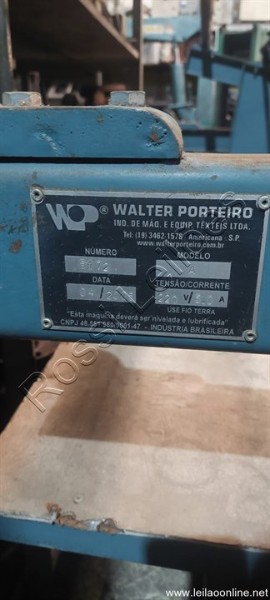 WP® WALTER PORTEIRO
IND. DE MÁQ. E EQUIP. TÊXTEIS LTDA.
Tel: (19) 3462-1578 Americana - S.P.
www.walterporteiro.com.br
NÚMERO MODELO
DATA TENSÃO/CORRENTE
220 V A
USE FIO TERRA
"Esta máquina deverá ser nivelada e lubrificada"
INDÚSTRIA BRASILEIRA
Rossi Leilões
www.leilaoonline.net